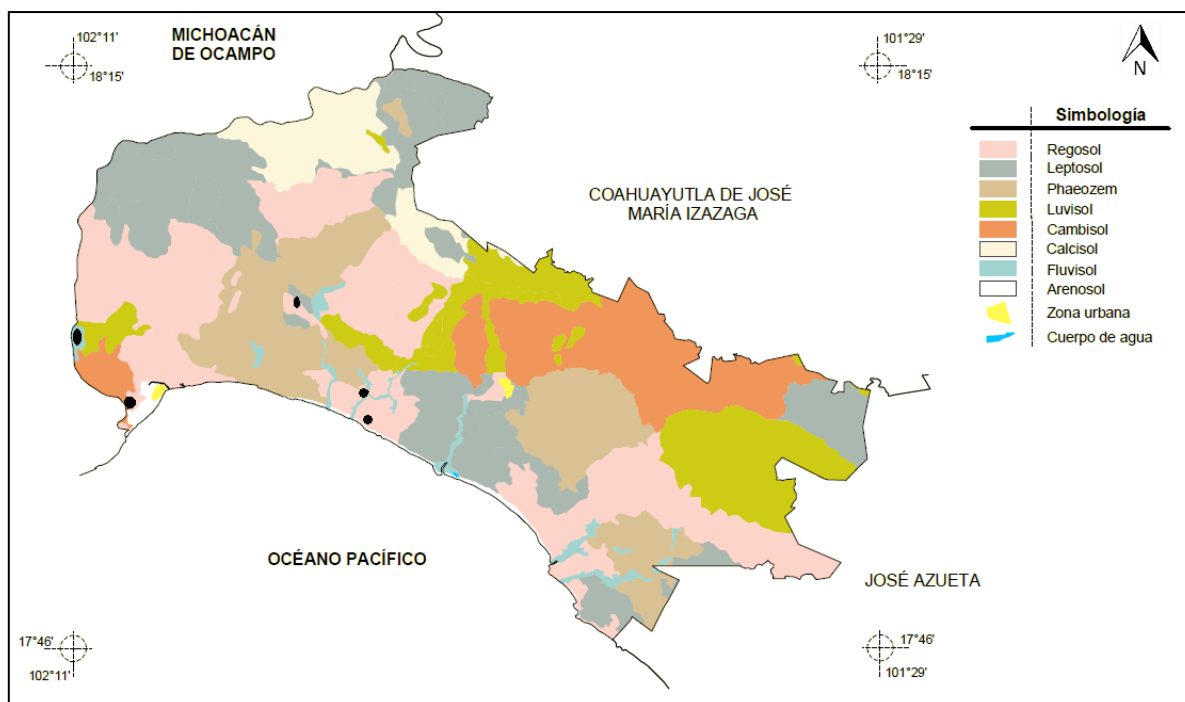 MICHOACÁN
DE OCAMPO
102°11'
18°15'
101°29'
18°15'
N
Simbología
Regosol
Leptosol
Phaeozem
Luvisol
Cambisol
Calcisol
Fluvisol
Arenosol
Zona urbana
Cuerpo de agua
COAHUAYUTLA DE JOSÉ
MARÍA IZAZAGA
OCÉANO PACÍFICO
JOSÉ AZUETA
17°46'
102°11'
17°46'
101°29'